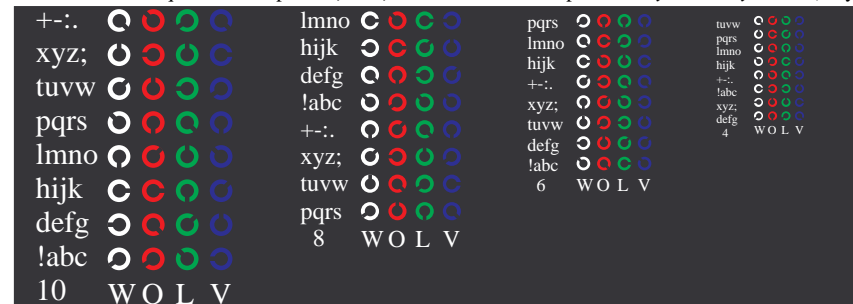 +-:.
xyz;
tuvw
pqrs
lmno
hijk
defg
!abc
10 W O L V
lmno
hijk
defg
!abc
+-:.
xyz;
tuvw
pqrs
8 W O L V
pqrs
lmno
hijk
+-:.
xyz;
tuvw
defg
!abc
6 W O L V
tuvw
pqrs
lmno
hijk
+-:.
!abc
xyz;
defg
4 W O L V